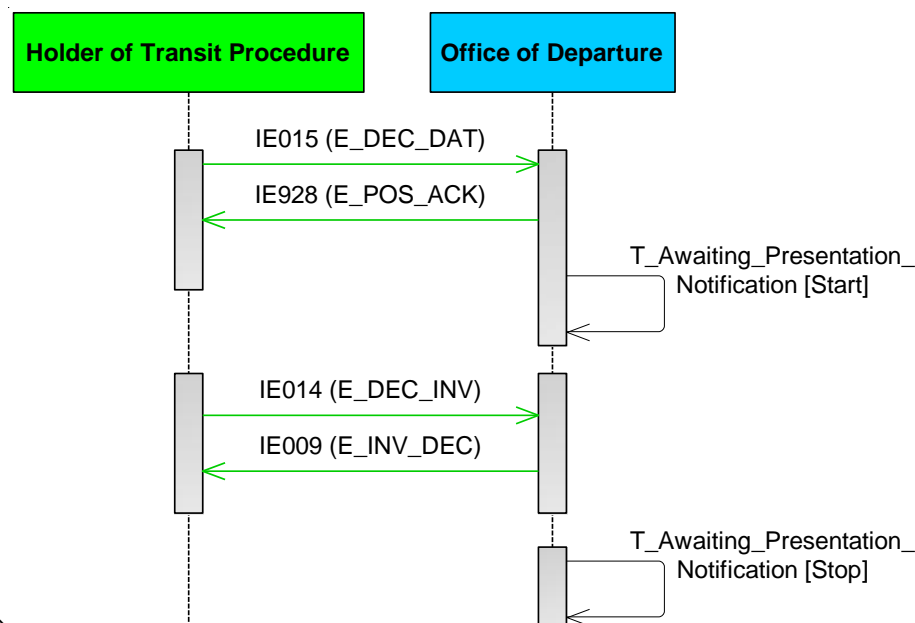 Holder of Transit Procedure
Office of Departure
IE015 (E_DEC_DAT)
IE928 (E_POS_ACK)
T_Awaiting_Presentation_
Notification [Start]
IE014 (E_DEC_INV)
IE009 (E_INV_DEC)
T_Awaiting_Presentation_
Notification [Stop]